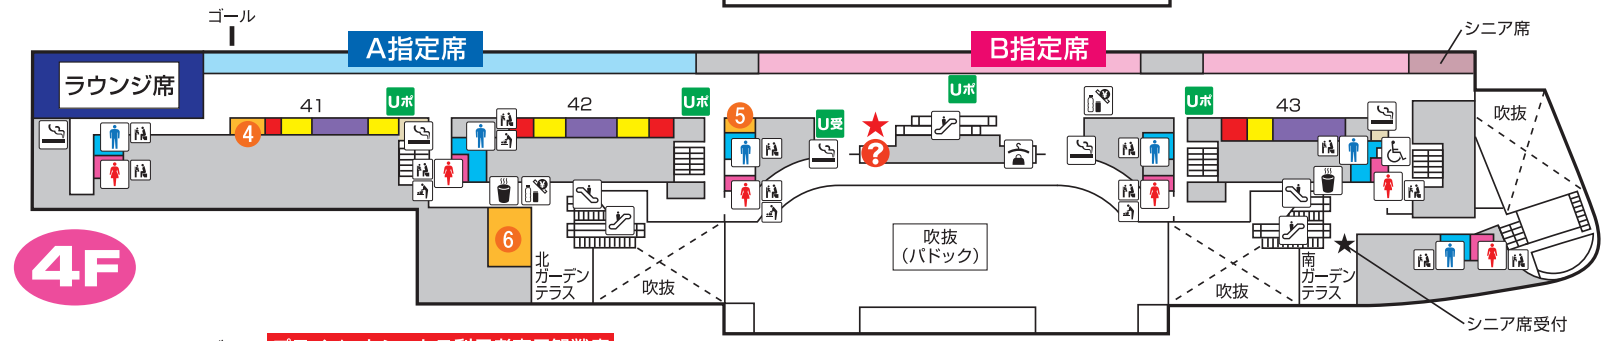 ゴール
シニア席
A指定席
B指定席
ラウンジ席
41
Uポ
42
Uポ
5
U受
Uポ
Uポ
43
吹抜
4
?
6
4F
北
ガーデン
テラス
吹抜
吹抜
(パドック)
吹抜
南
ガーデン
テラス
シニア席受付